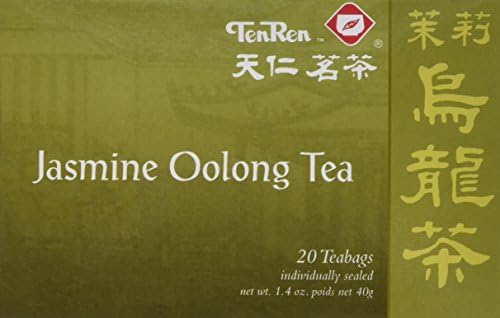 TenRen™
®
天仁茗茶
茉莉
烏龍茶
Jasmine Oolong Tea
20 Teabags
individually sealed
net wt. 1.4 oz. poids net 40g